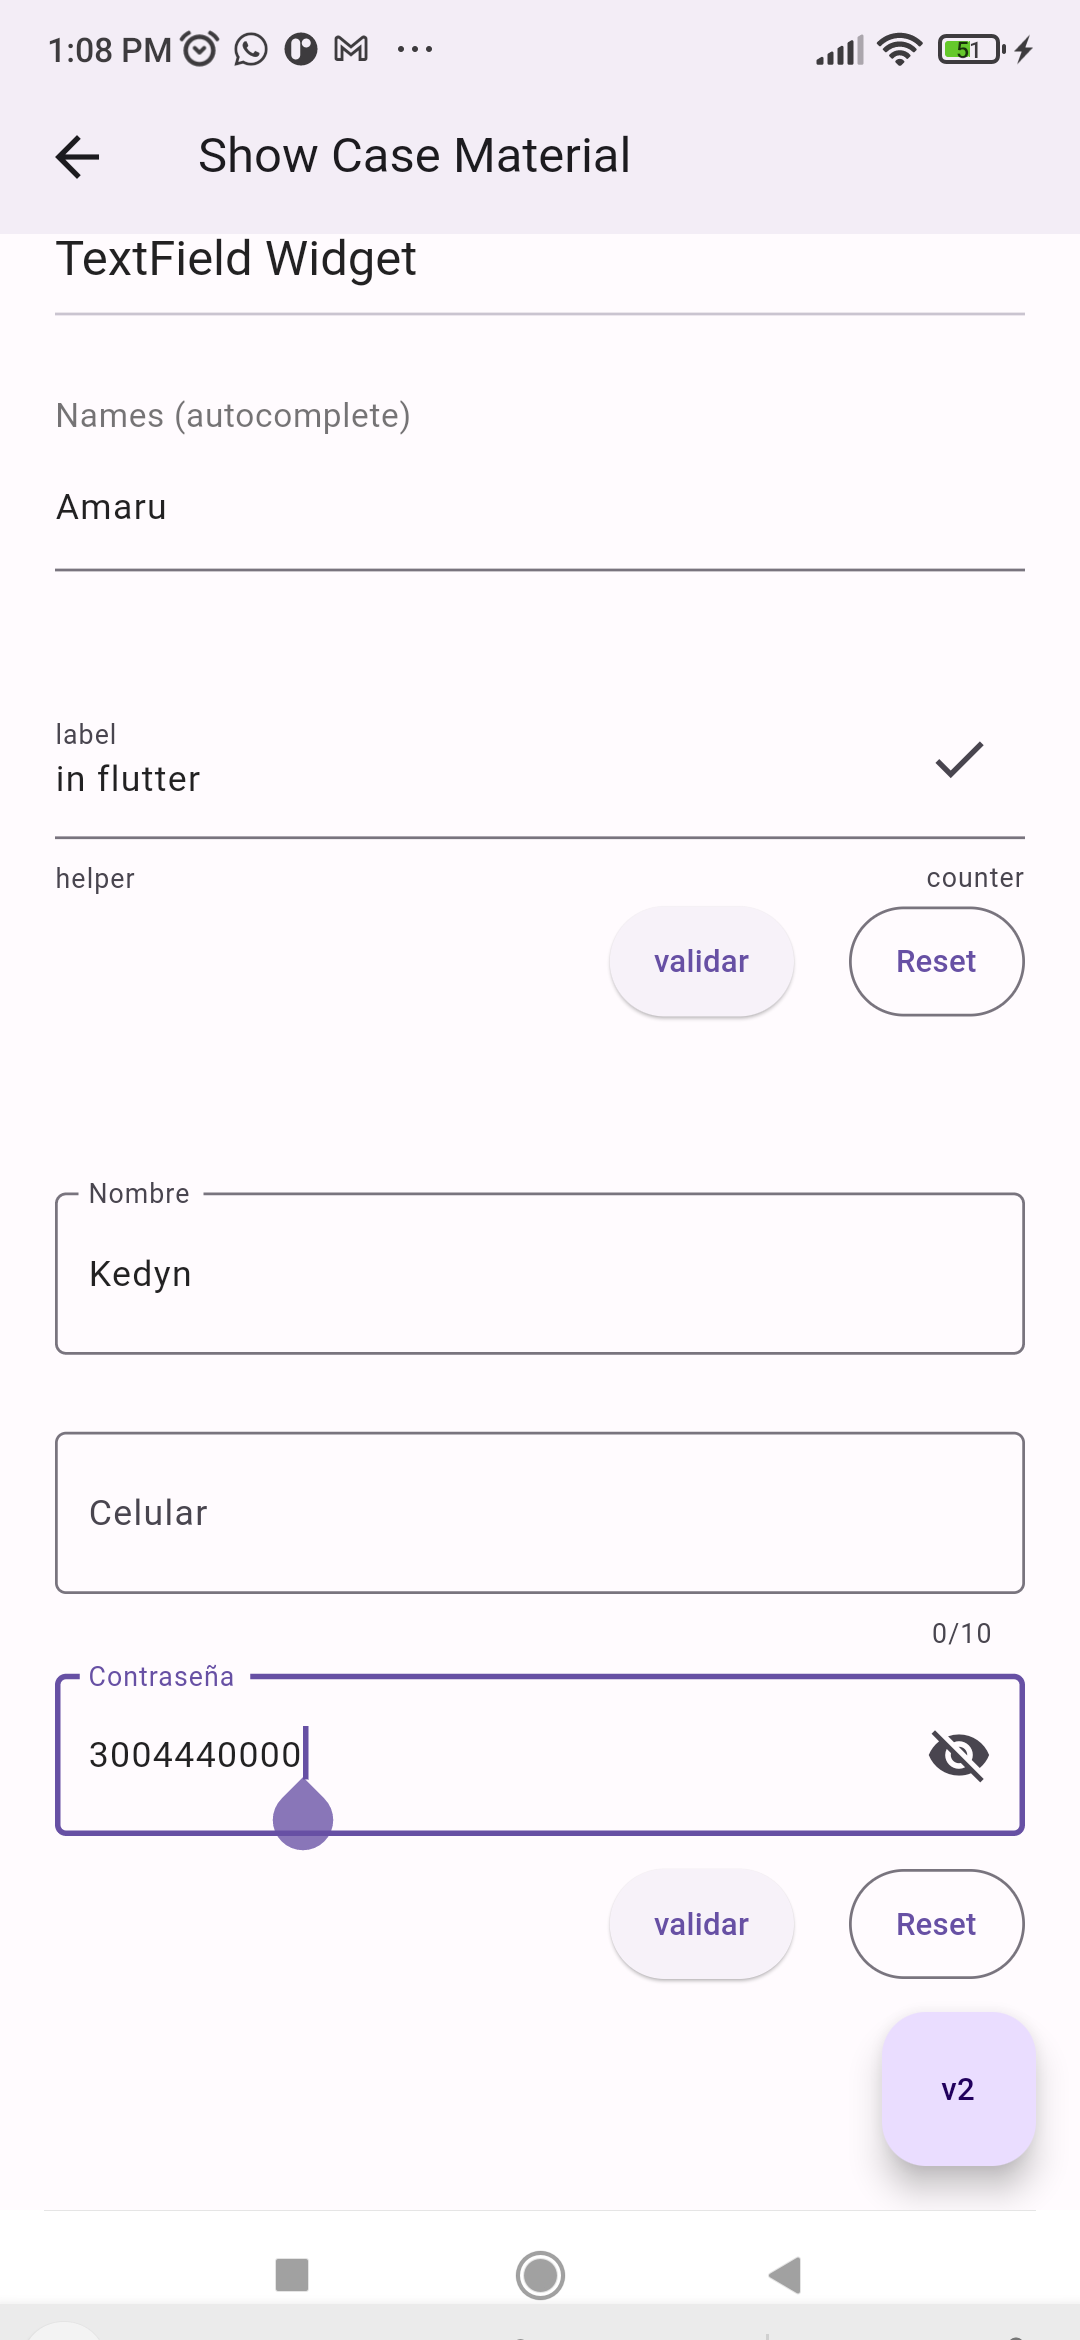 1:08 PM
51
Show Case Material
TextField Widget
Names (autocomplete)
Amaru
label
in flutter
helper
counter
validar
Reset
Nombre
Kedyn
Celular
0/10
Contraseña
3004440000
validar
Reset
v2